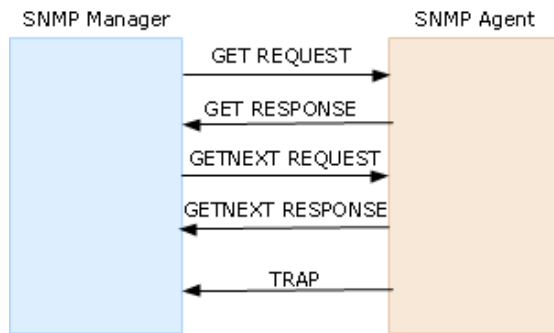 SNMP Manager
SNMP Agent
GET REQUEST
GET RESPONSE
GETNEXT REQUEST
GETNEXT RESPONSE
TRAP